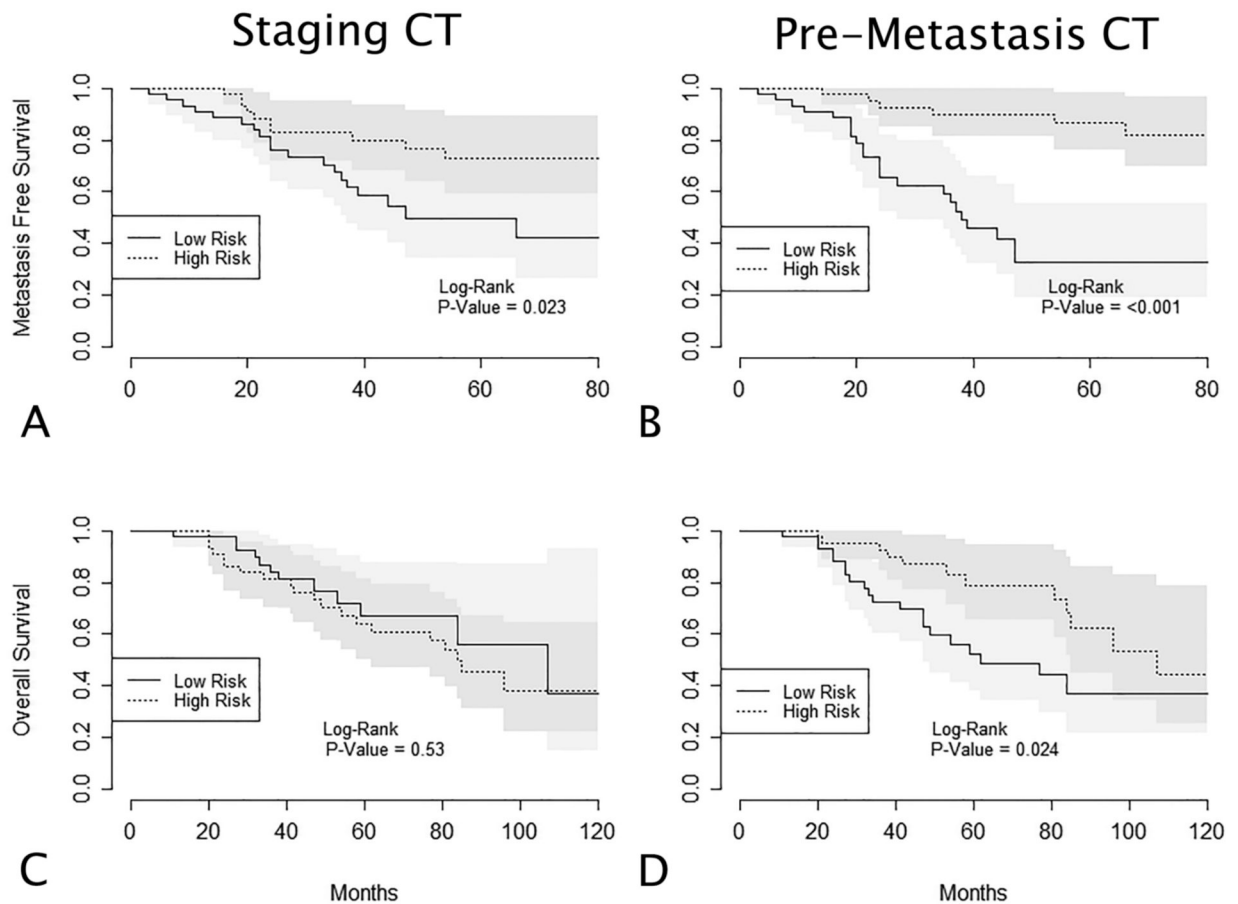 Staging CT
Pre-Metastasis CT
Metastasis Free Survival
1.0
0.8
0.6
0.4
0.2
0.0
Low Risk
High Risk
Log-Rank
P-Value = 0.023
0 20 40 60 80
A
1.0
0.8
0.6
0.4
0.2
0.0
Low Risk
High Risk
Log-Rank
P-Value = <0.001
0 20 40 60 80
B
Overall Survival
1.0
0.8
0.6
0.4
0.2
0.0
Low Risk
High Risk
Log-Rank
P-Value = 0.53
0 20 40 60 80 100 120
C
Months
1.0
0.8
0.6
0.4
0.2
0.0
Low Risk
High Risk
Log-Rank
P-Value = 0.024
0 20 40 60 80 100 120
D
Months